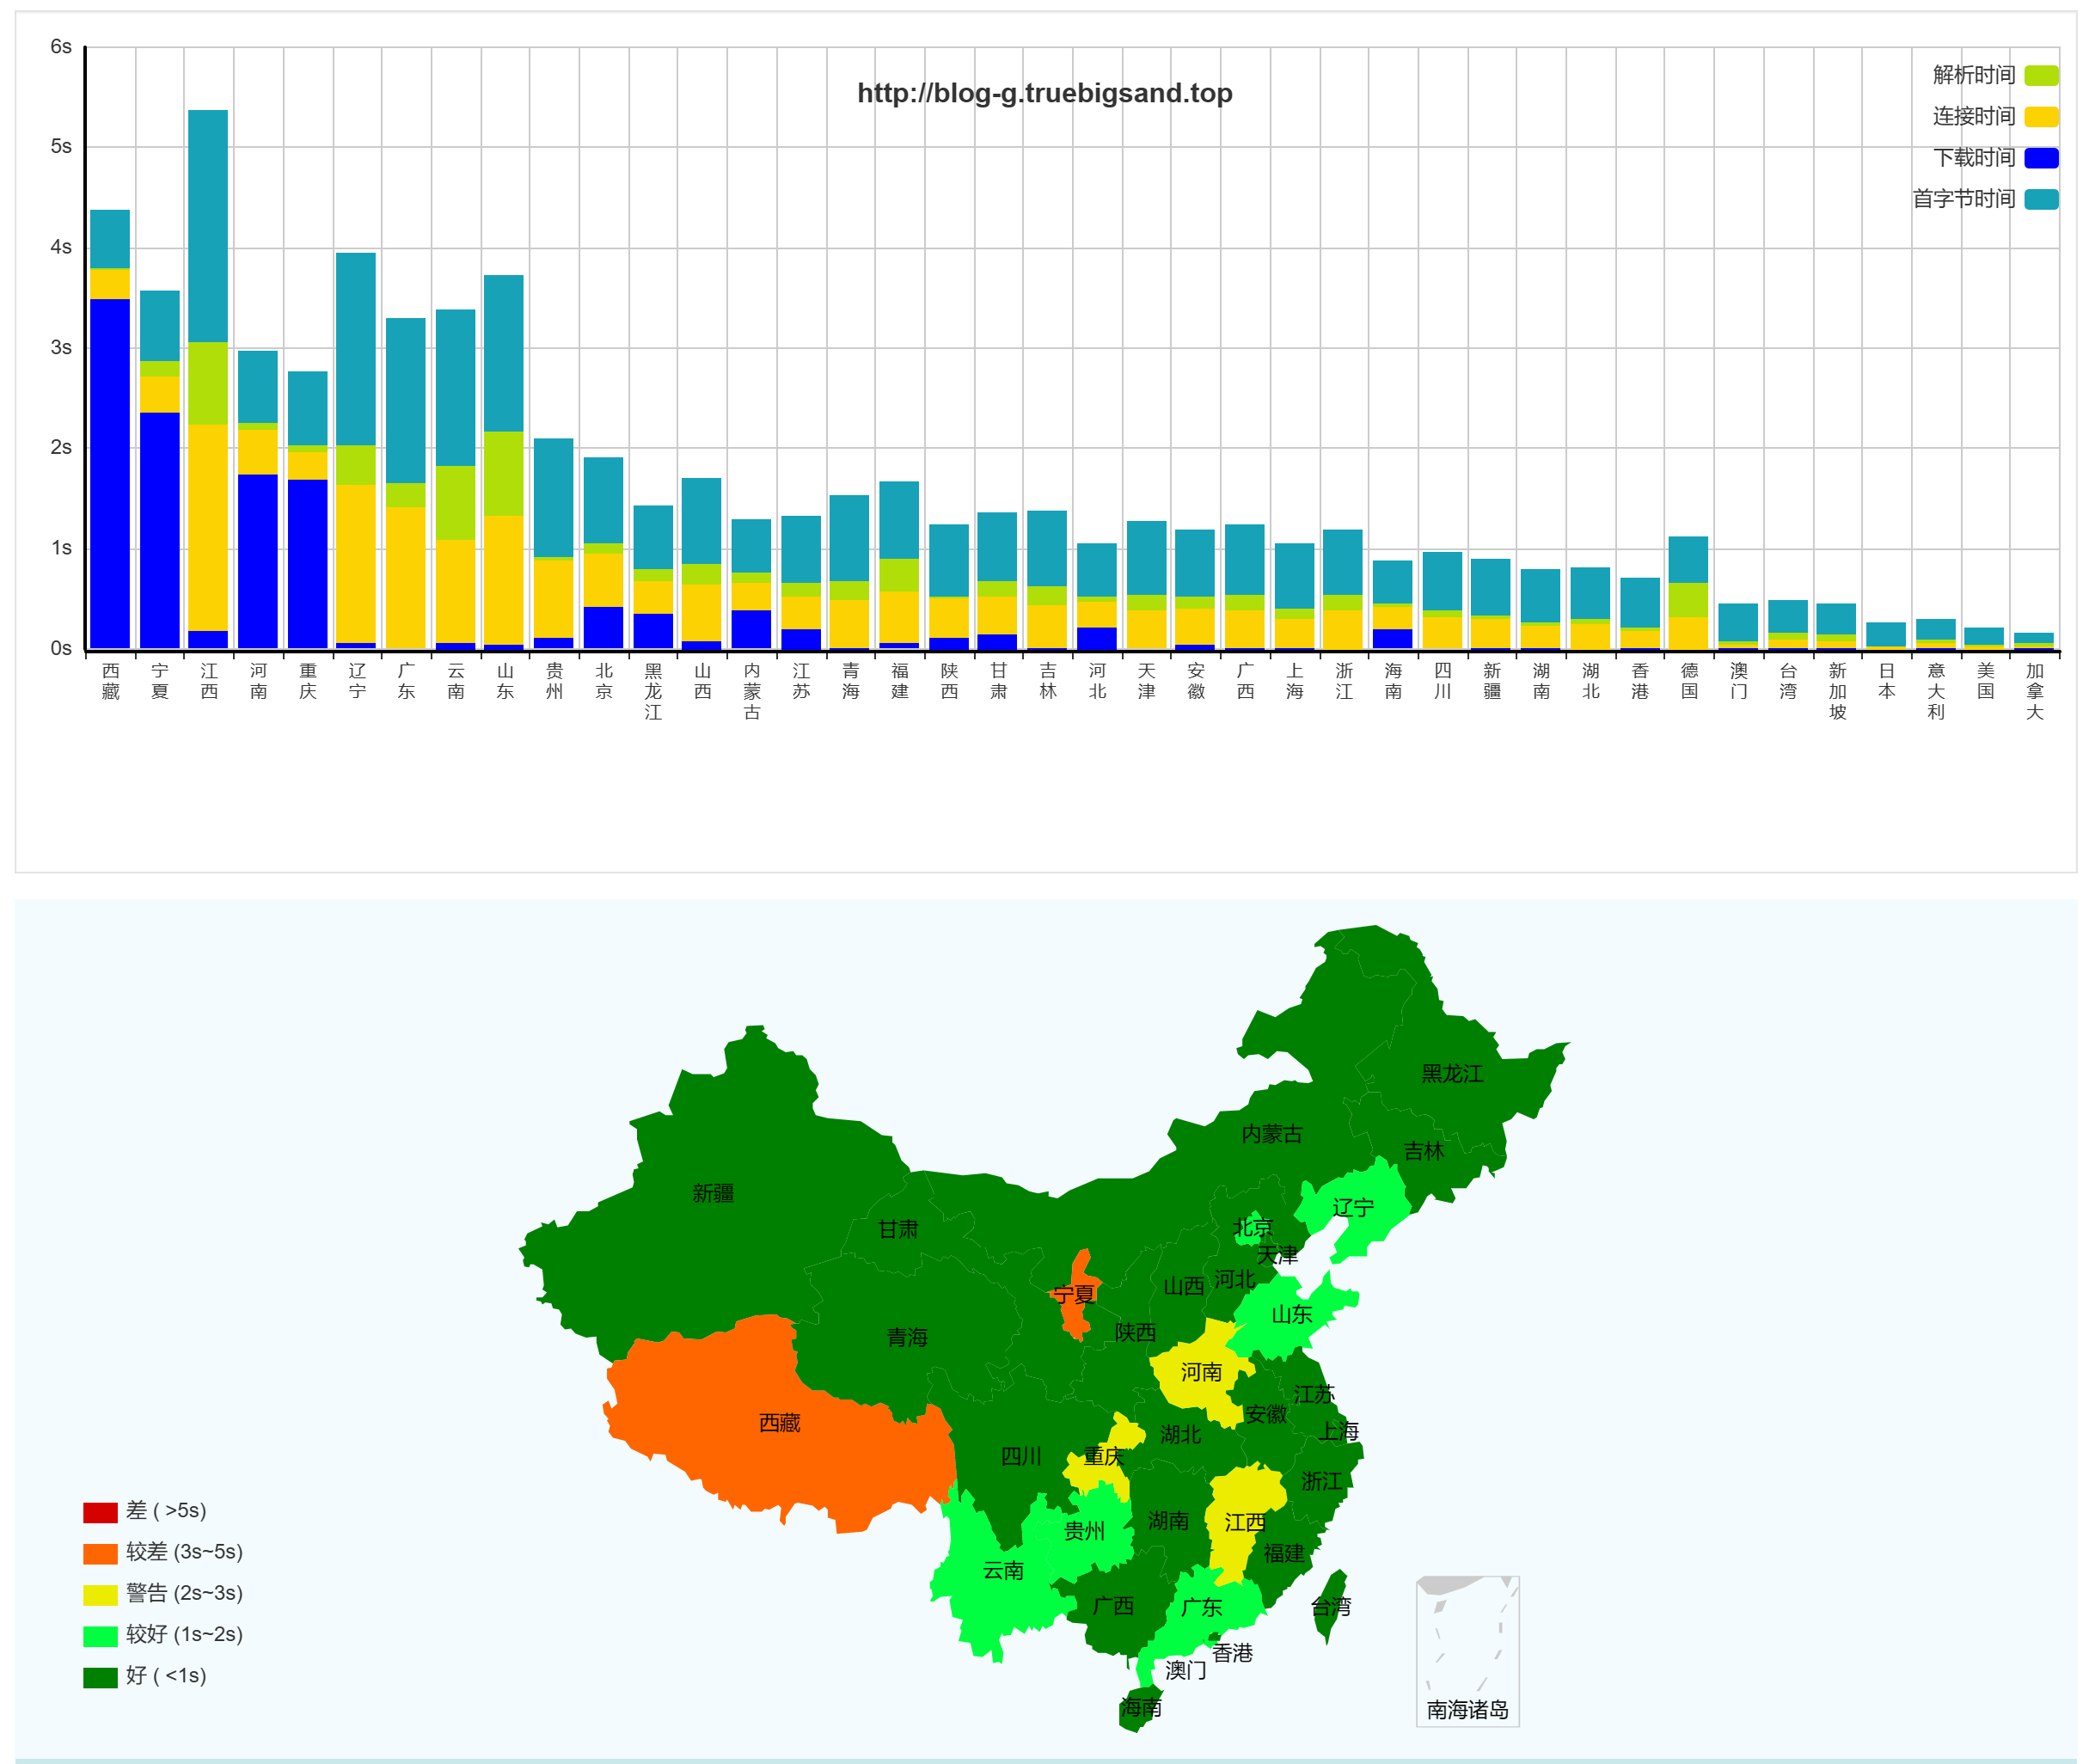 http://blog-g.truebigsand.top
解析时间
连接时间
下载时间
首字节时间
6s
5s
4s
3s
2s
1s
0s
西藏
宁夏
江西
河南
重庆
辽宁
广东
云南
山东
贵州
北京
黑龙江
山西
内蒙古
江苏
青海
福建
陕西
甘肃
吉林
河北
天津
安徽
广西
上海
浙江
海南
四川
新疆
湖南
湖北
香港
德国
澳门
台湾
新加坡
日本
意大利
美国
加拿大
黑龙江
内蒙古
吉林
新疆
辽宁
北京
甘肃
天津
河北
山西
宁夏
山东
陕西
青海
河南
江苏
安徽
西藏
上海
湖北
四川
重庆
浙江
湖南
江西
贵州
福建
云南
广西
广东
台湾
香港
澳门
海南
南海诸岛
差 ( >5s)
较差 (3s~5s)
警告 (2s~3s)
较好 (1s~2s)
好 ( <1s)